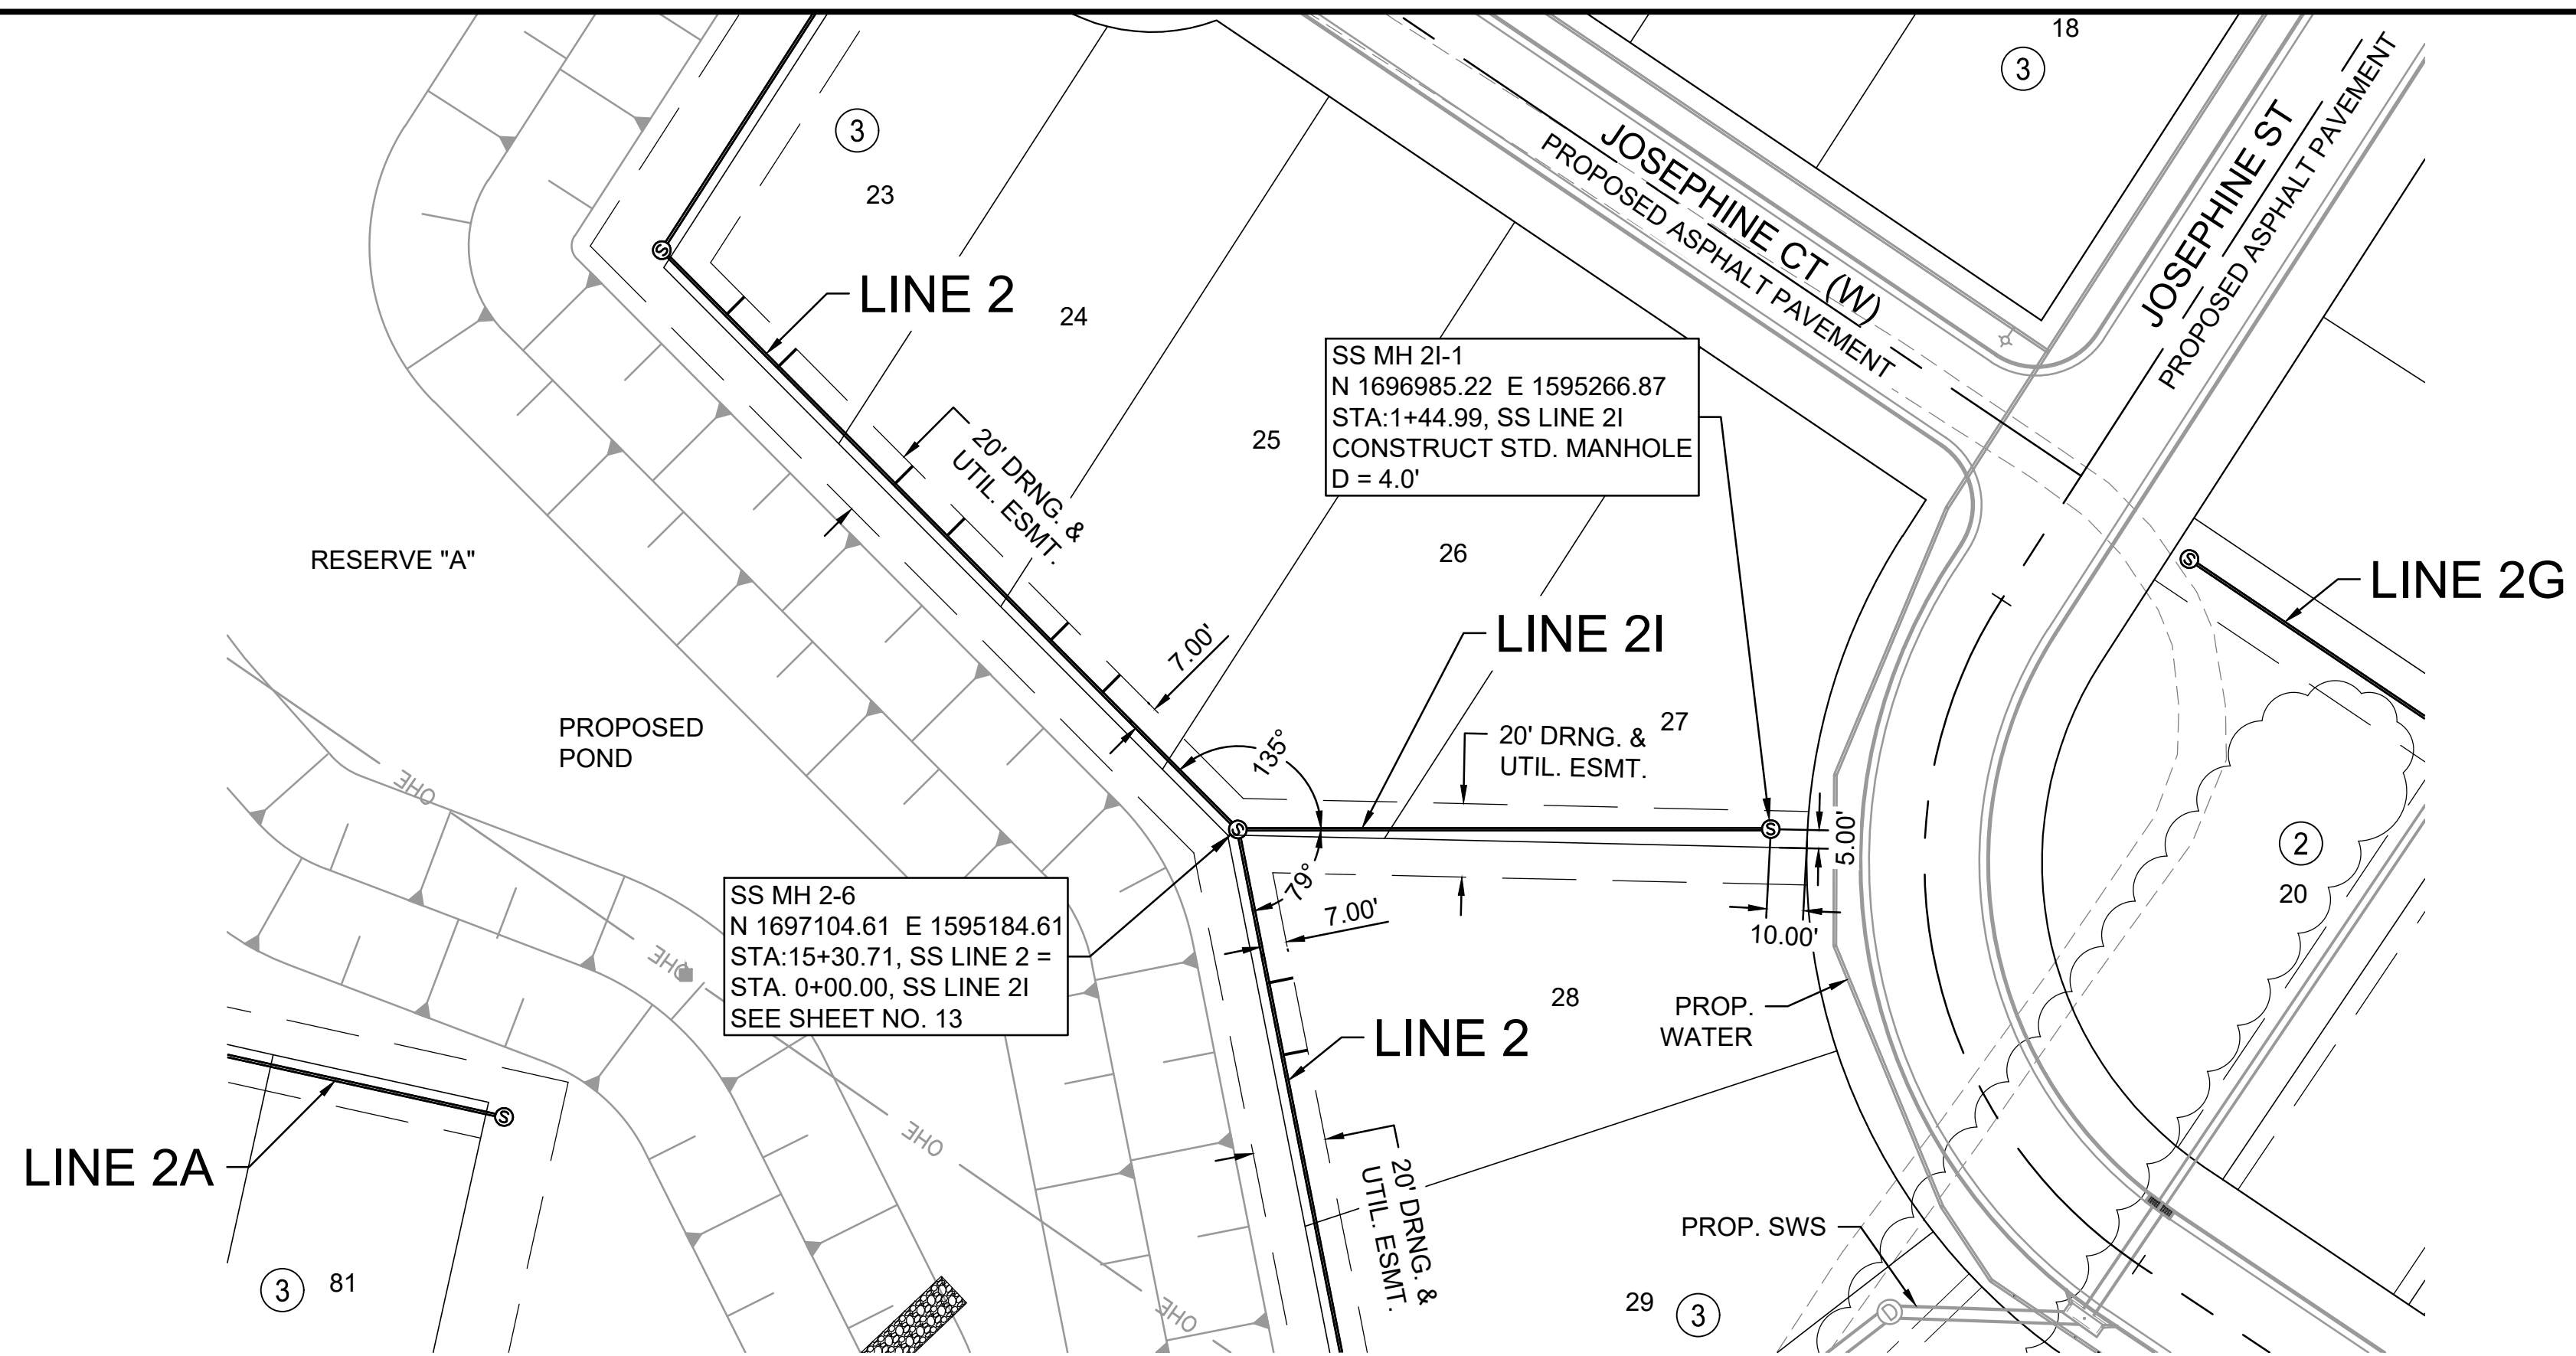 18
3
JOSEPHINE ST
PROPOSED ASPHALT PAVEMENT
JOSEPHINE CT (W)
PROPOSED ASPHALT PAVEMENT
3
23
S
LINE 2
24
SS MH 2I-1
N 1696985.22 E 1595266.87
STA:1+44.99, SS LINE 2I
CONSTRUCT STD. MANHOLE
D = 4.0'
25
20' DRNG. &
UTIL. ESMT.
RESERVE "A"
26
S
LINE 2G
LINE 2I
7.00'
PROPOSED
POND
27
20' DRNG. &
UTIL. ESMT.
135°
OHE
S
S
5.00'
2
20
79°
7.00'
10.00'
SS MH 2-6
N 1697104.61 E 1595184.61
STA:15+30.71, SS LINE 2 =
STA. 0+00.00, SS LINE 2I
SEE SHEET NO. 13
OHE
28
PROP.
WATER
LINE 2
S
OHE
LINE 2A
20' DRNG. &
UTIL. ESMT.
PROP. SWS
3
81
29
3
D
OHE